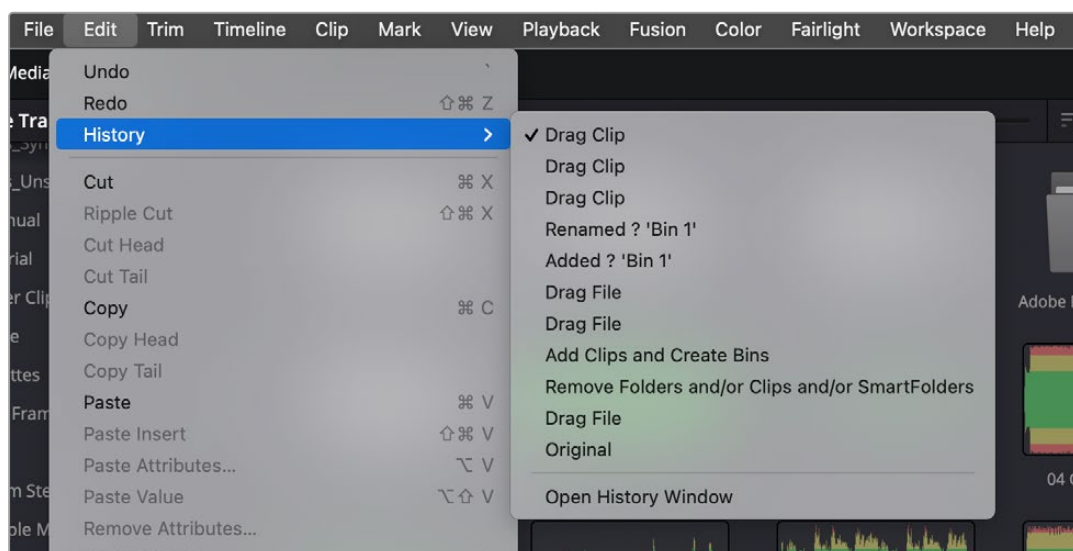 File Edit Trim Timeline Clip Mark View Playback Fusion Color Fairlight Workspace Help
Undo `
Redo ⇧⌘ Z
History >
✓ Drag Clip
Drag Clip
Drag Clip
Renamed ? 'Bin 1'
Added ? 'Bin 1'
Drag File
Drag File
Add Clips and Create Bins
Remove Folders and/or Clips and/or SmartFolders
Drag File
Original
Open History Window
Cut ⌘ X
Ripple Cut ⇧⌘ X
Cut Head
Cut Tail
Copy ⌘ C
Copy Head
Copy Tail
Paste ⌘ V
Paste Insert ⇧⌘ V
Paste Attributes... ⌥ V
Paste Value ⌥⇧ V
Remove Attributes...
Adobe
04